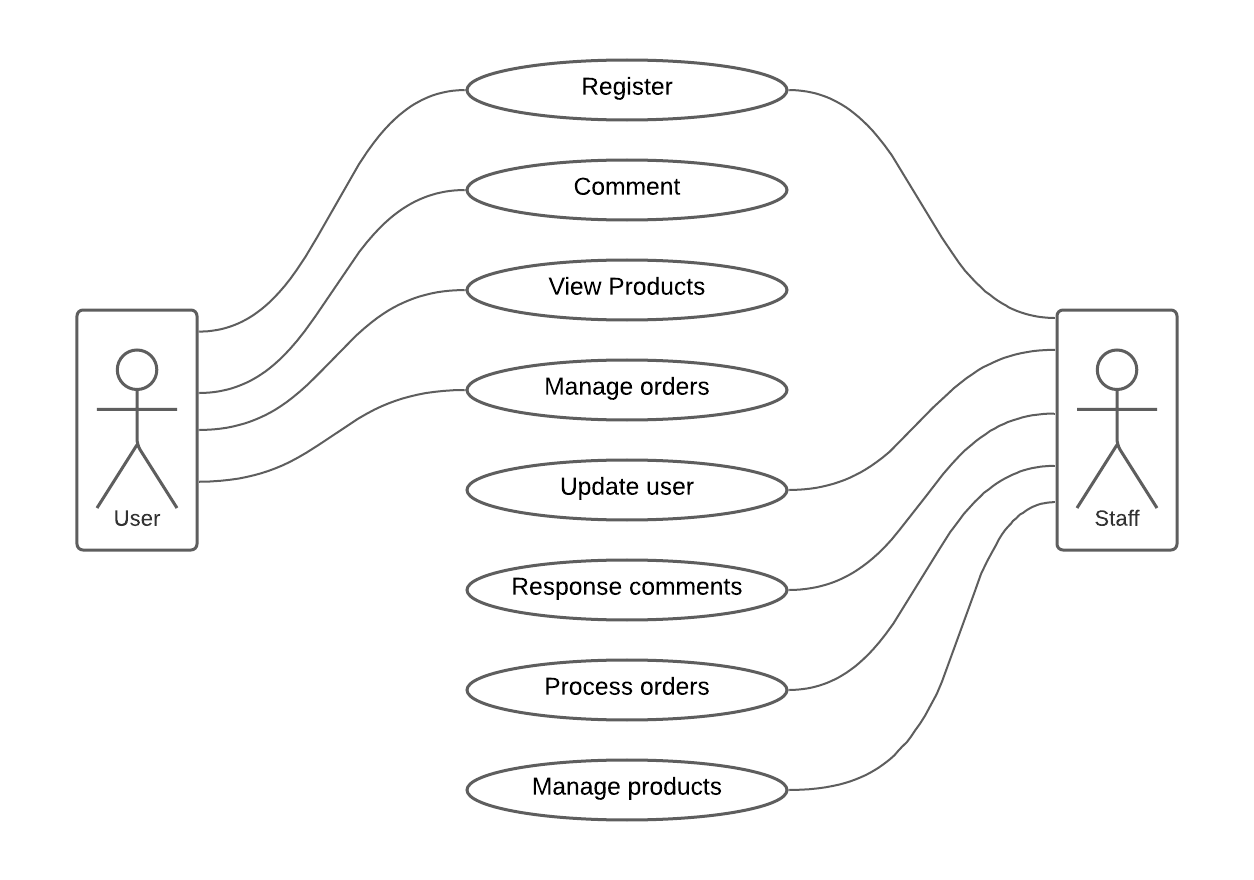 Register
Comment
View Products
Manage orders
Update user
Response comments
Process orders
Manage products
User
Staff